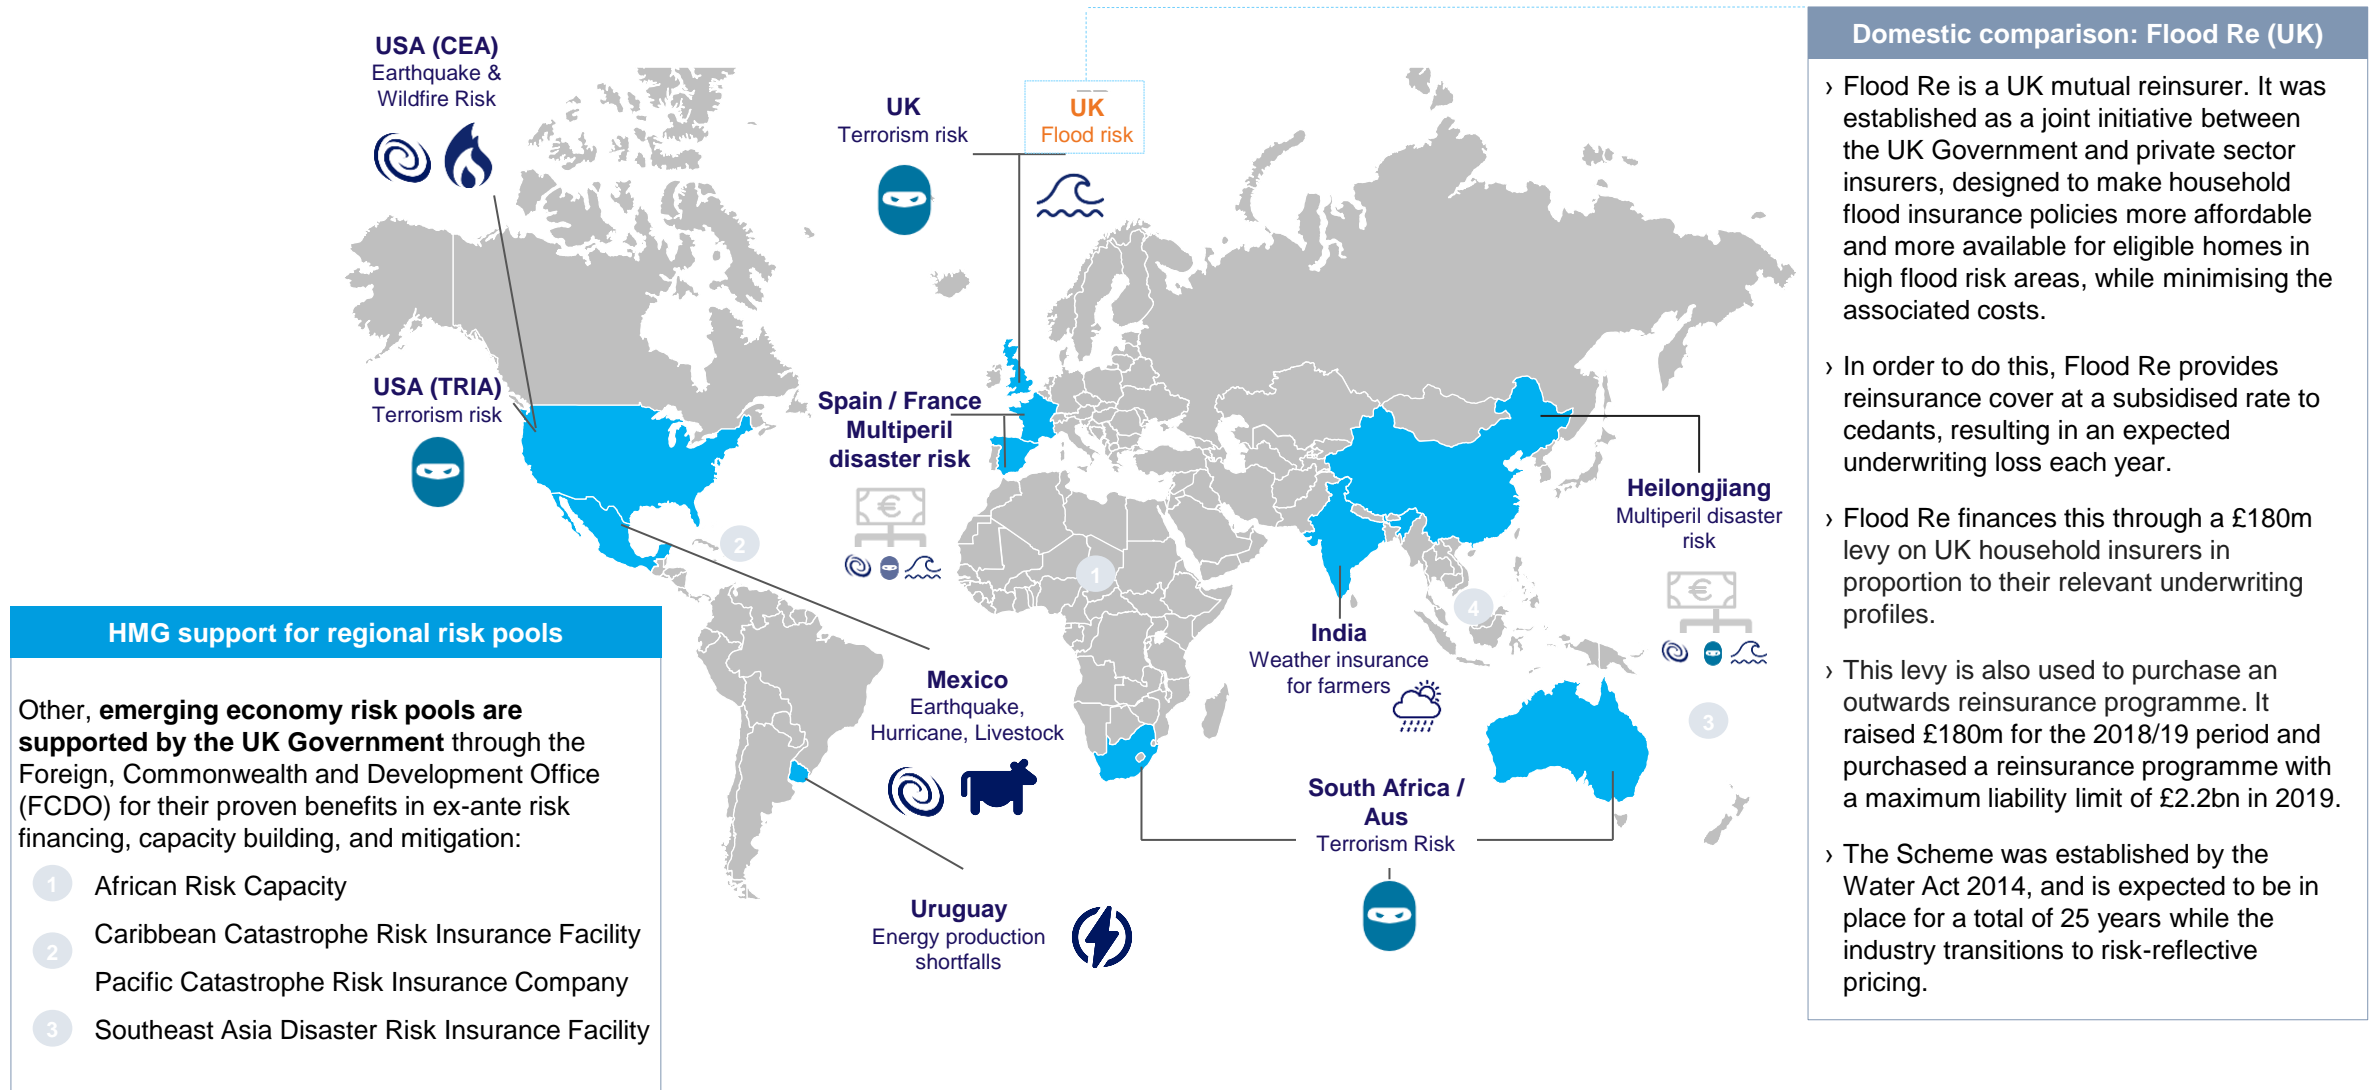 USA (CEA)
Earthquake &
Wildfire Risk
UK
Terrorism risk
UK
Flood risk
USA (TRIA)
Terrorism risk
Spain / France
Multiperil
disaster risk
€
Heilongjiang
Multiperil disaster
risk
€
India
Weather insurance
for farmers
Mexico
Earthquake,
Hurricane, Livestock
South Africa /
Aus
Terrorism Risk
Uruguay
Energy production
shortfalls
2
1
4
3
HMG support for regional risk pools
Other, emerging economy risk pools are
supported by the UK Government through the
Foreign, Commonwealth and Development Office
(FCDO) for their proven benefits in ex-ante risk
financing, capacity building, and mitigation:
1 African Risk Capacity
Caribbean Catastrophe Risk Insurance Facility
2
Pacific Catastrophe Risk Insurance Company
3 Southeast Asia Disaster Risk Insurance Facility
Domestic comparison: Flood Re (UK)
› Flood Re is a UK mutual reinsurer. It was
established as a joint initiative between
the UK Government and private sector
insurers, designed to make household
flood insurance policies more affordable
and more available for eligible homes in
high flood risk areas, while minimising the
associated costs.
› In order to do this, Flood Re provides
reinsurance cover at a subsidised rate to
cedants, resulting in an expected
underwriting loss each year.
› Flood Re finances this through a £180m
levy on UK household insurers in
proportion to their relevant underwriting
profiles.
› This levy is also used to purchase an
outwards reinsurance programme. It
raised £180m for the 2018/19 period and
purchased a reinsurance programme with
a maximum liability limit of £2.2bn in 2019.
› The Scheme was established by the
Water Act 2014, and is expected to be in
place for a total of 25 years while the
industry transitions to risk-reflective
pricing.